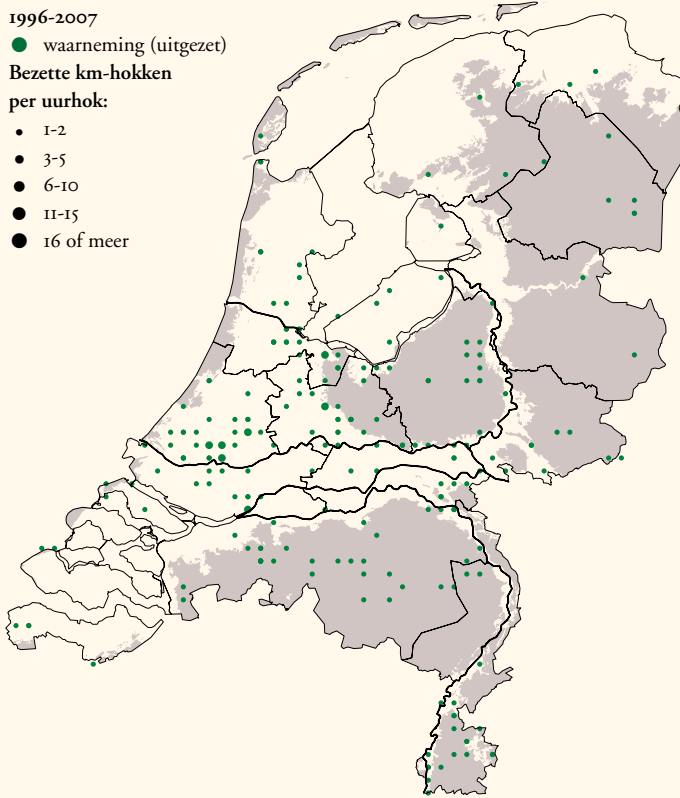 1996-2007
waarneming (uitgezet)
Bezette km-hokken
per uurhok:
1-2
3-5
6-10
11-15
16 of meer